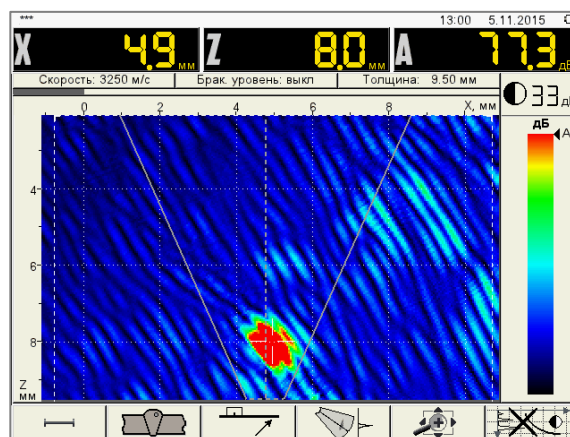 *** 13:00 5.11.2015
X 4.9 мм Z 8.0 мм A 77.3 дБ
Скорость: 3250 м/с Брак. уровень: выкл Толщина: 9.50 мм
33 дБ
0 2 4 6 X, мм
дБ
A
4
6
8
Z
мм